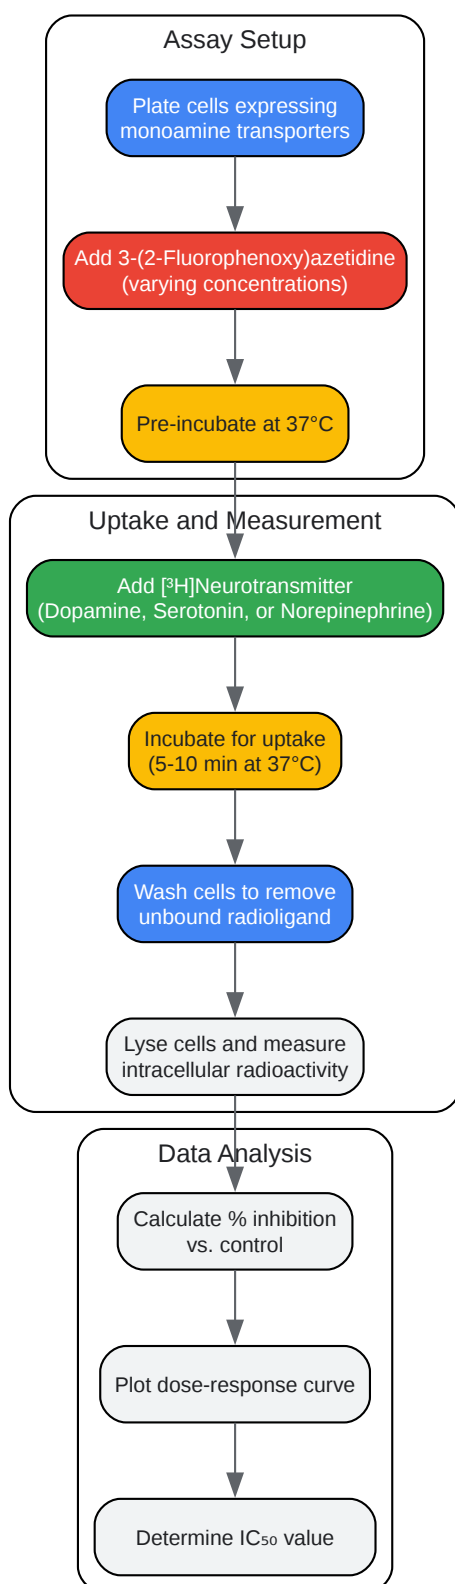 Assay Setup
Plate cells expressing
monoamine transporters
Add 3-(2-Fluorophenoxy)azetidine
(varying concentrations)
Pre-incubate at 37°C
Uptake and Measurement
Add [³H]Neurotransmitter
(Dopamine, Serotonin, or Norepinephrine)
Incubate for uptake
(5-10 min at 37°C)
Wash cells to remove
unbound radioligand
Lyse cells and measure
intracellular radioactivity
Data Analysis
Calculate % inhibition
vs. control
Plot dose-response curve
Determine IC₅₀ value